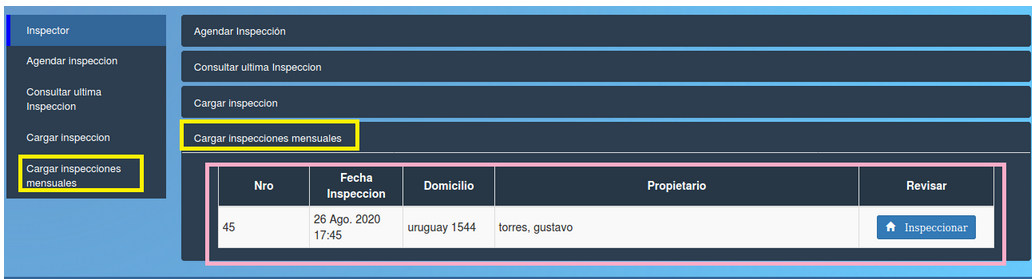 Inspector
Agendar inspeccion
Consultar ultima
Inspeccion
Cargar inspeccion
Cargar inspecciones
mensuales
Agendar Inspección
Consultar ultima Inspeccion
Cargar inspeccion
Cargar inspecciones mensuales
Nro Fecha Inspeccion Domicilio Propietario Revisar
45 26 Ago. 2020 17:45 uruguay 1544 torres, gustavo Inspeccionar